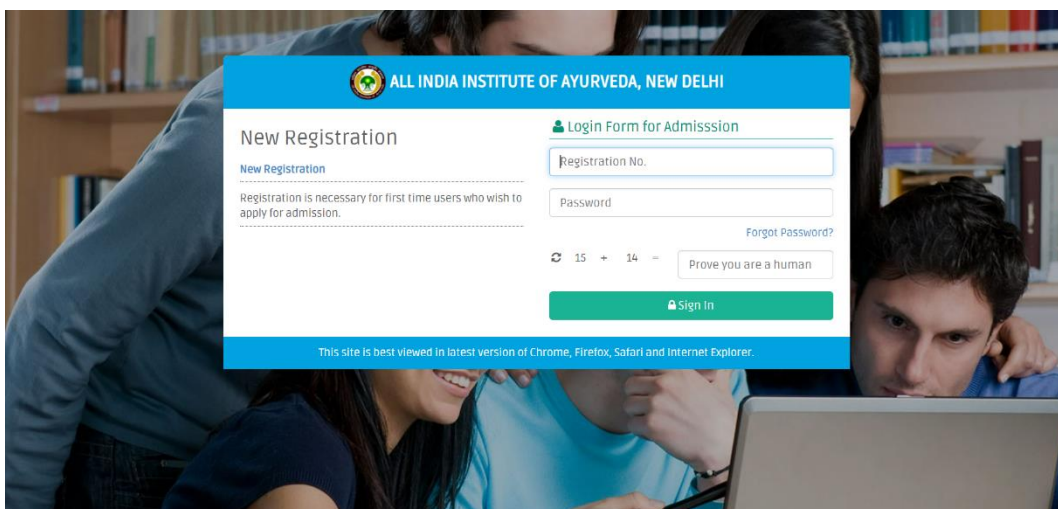 ALL INDIA INSTITUTE OF AYURVEDA, NEW DELHI
New Registration
New Registration
Registration is necessary for first time users who wish to
apply for admission.
Login Form for Admisssion
Registration No.
Password
Forgot Password?
15 + 14 =
Prove you are a human
Sign In
This site is best viewed in latest version of Chrome, Firefox, Safari and Internet Explorer.